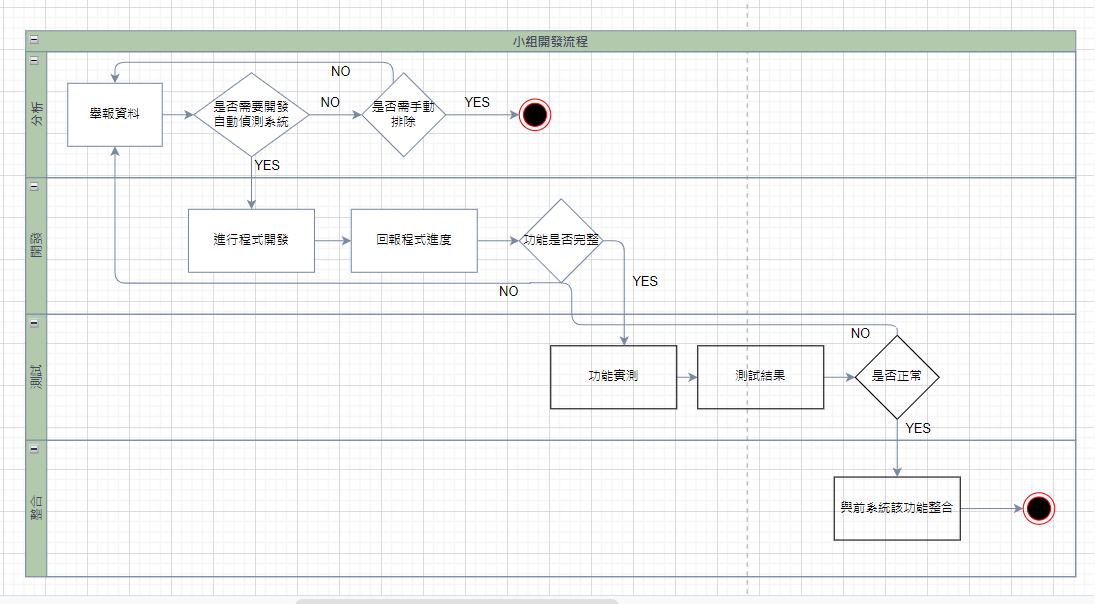 小組開發流程
分析
NO
舉報資料
是否需要開發
自動偵測系統
NO
是否需手動
排除
YES
YES
開發
進行程式開發
回報程式進度
功能是否完整
YES
NO
測試
NO
功能實測
測試結果
是否正常
YES
整合
與前系統該功能整合